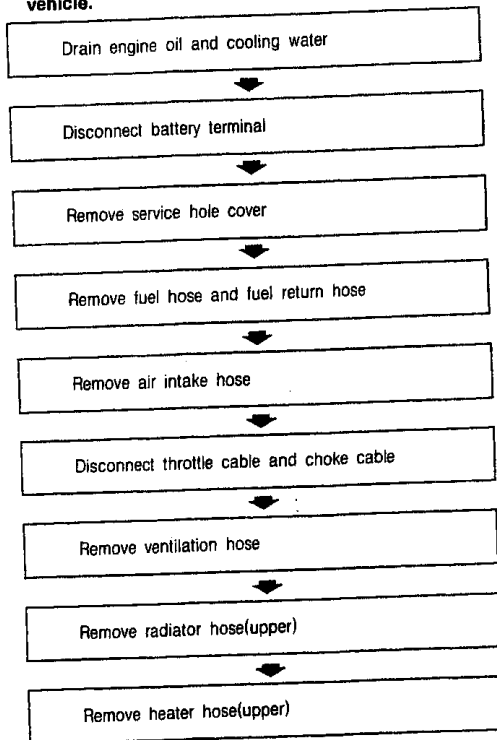 vehicle.
Drain engine oil and cooling water
Disconnect battery terminal
Remove service hole cover
Remove fuel hose and fuel return hose
Remove air intake hose
Disconnect throttle cable and choke cable
Remove ventilation hose
Remove radiator hose(upper)
Remove heater hose(upper)